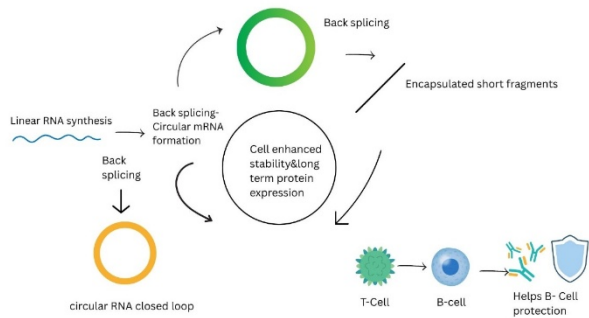 Back splicing
Encapsulated short fragments
Linear RNA synthesis
Back splicing-
Circular mRNA
formation
Cell enhanced
stability&long
term protein
expression
Back
splicing
circular RNA closed loop
T-Cell
B-cell
Helps B- Cell
protection